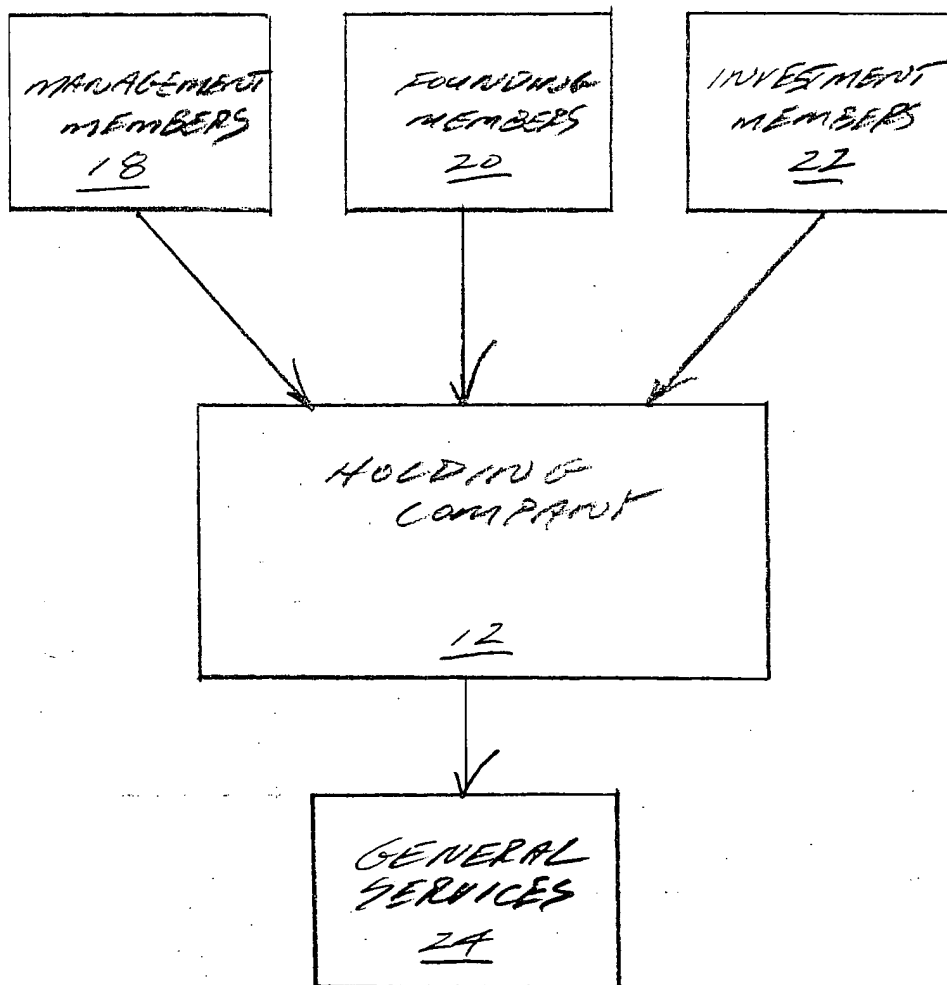 MANAGEMENT
MEMBERS
18
FOUNDING
MEMBERS
20
INVESTMENT
MEMBERS
22
HOLDING
COMPANY
12
GENERAL
SERVICES
24